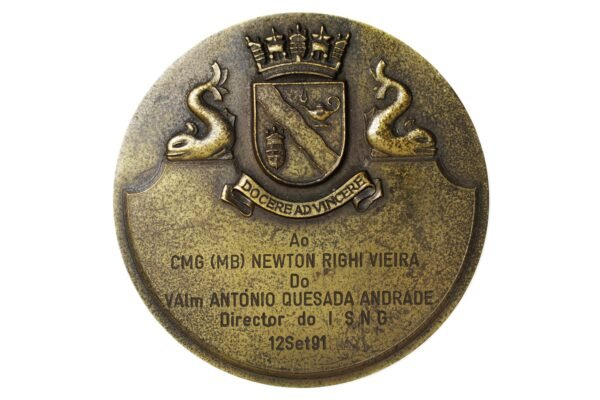 DOCERE AD VINCERE
Ao
CMG (MB) NEWTON RIGHI VIEIRA
Do
VAlm ANTÓNIO QUESADA ANDRADE
Director do I S N G
12Set91